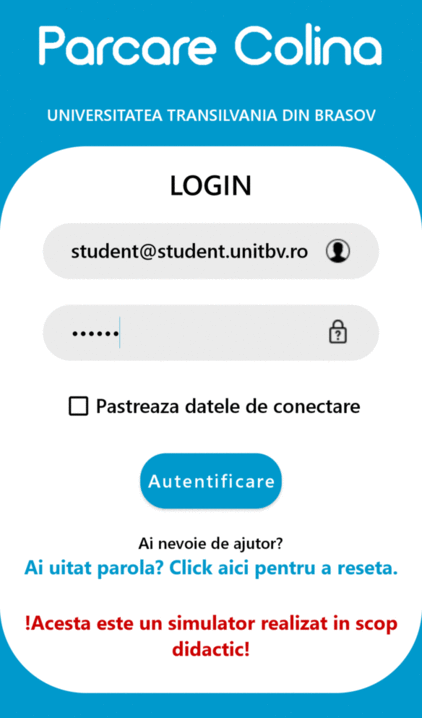 Parcare Colina
UNIVERSITATEA TRANSILVANIA DIN BRASOV
LOGIN
student@student.unitbv.ro
••••••
Pastreaza datele de conectare
Autentificare
Ai nevoie de ajutor?
Ai uitat parola? Click aici pentru a reseta.
!Acesta este un simulator realizat in scop
didactic!